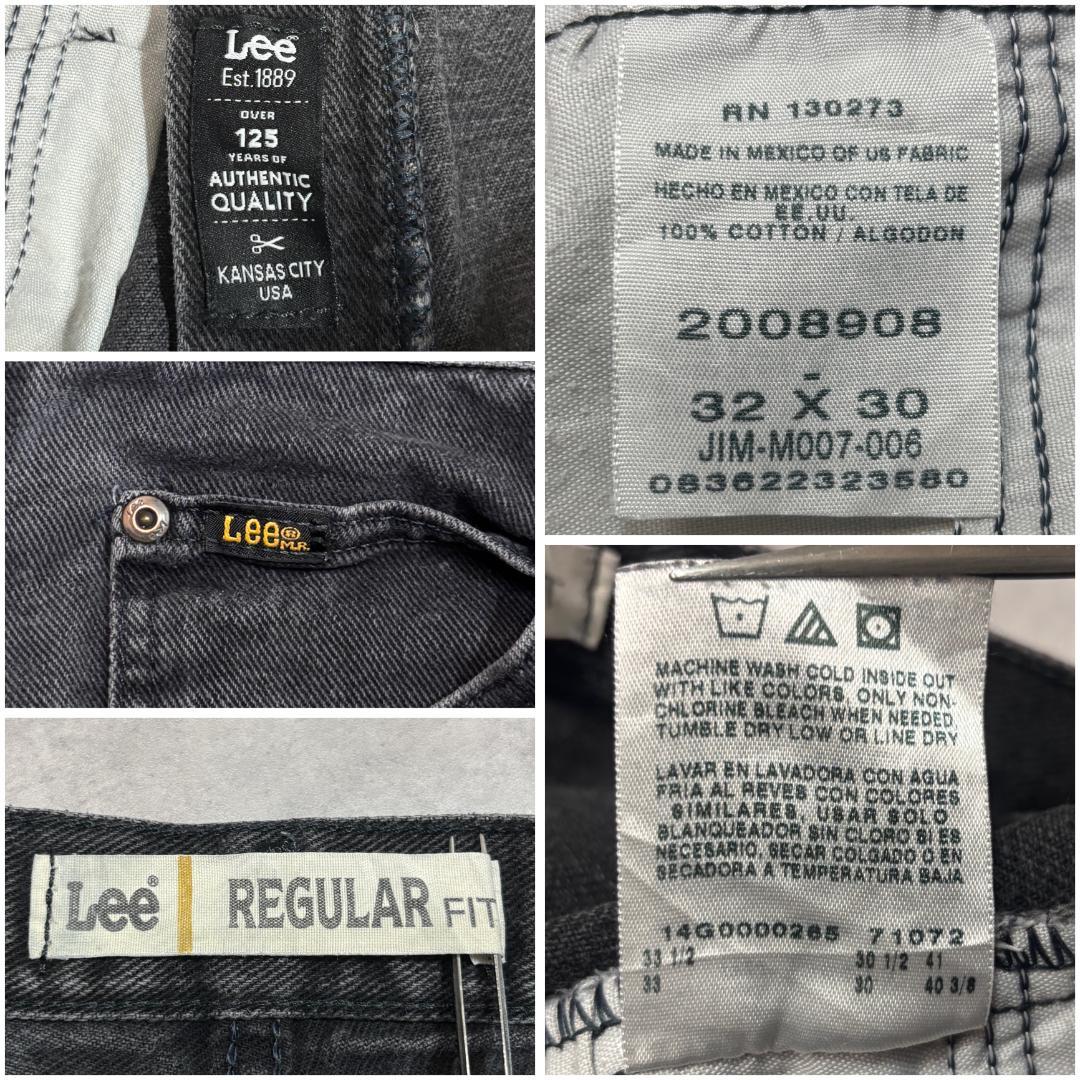 Lee
Est.1889
OVER
125
YEARS OF
AUTHENTIC
QUALITY
KANSAS CITY
USA
Lee® M.R.
Lee® REGULAR FIT
RN 130273
MADE IN MEXICO OF US FABRIC
HECHO EN MEXICO CON TELA DE
EE.UU.
100% COTTON / ALGODON
2008908
-
32 X 30
JIM-M007-006
083622323580
MACHINE WASH COLD INSIDE OUT
WITH LIKE COLORS, ONLY NON-
CHLORINE BLEACH WHEN NEEDED,
TUMBLE DRY LOW OR LINE DRY
LAVAR EN LAVADORA CON AGUA
FRIA AL REVES CON COLORES
SIMILARES, USAR SOLO
BLANQUEADOR SIN CLORO SI ES
NECESARIO, SECAR COLGADO O EN
SECADORA A TEMPERATURA BAJA
14G0000265 71072
33 1/2 30 1/2 41
33 30 40 3/8